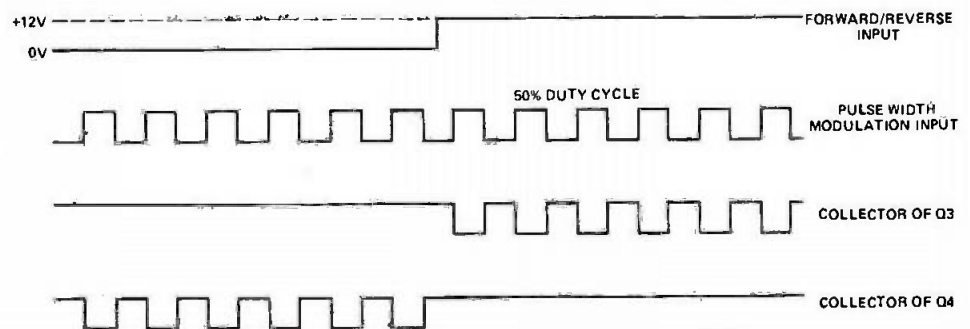 +12V
FORWARD/REVERSE
INPUT
0V
50% DUTY CYCLE
PULSE WIDTH
MODULATION INPUT
COLLECTOR OF Q3
COLLECTOR OF Q4